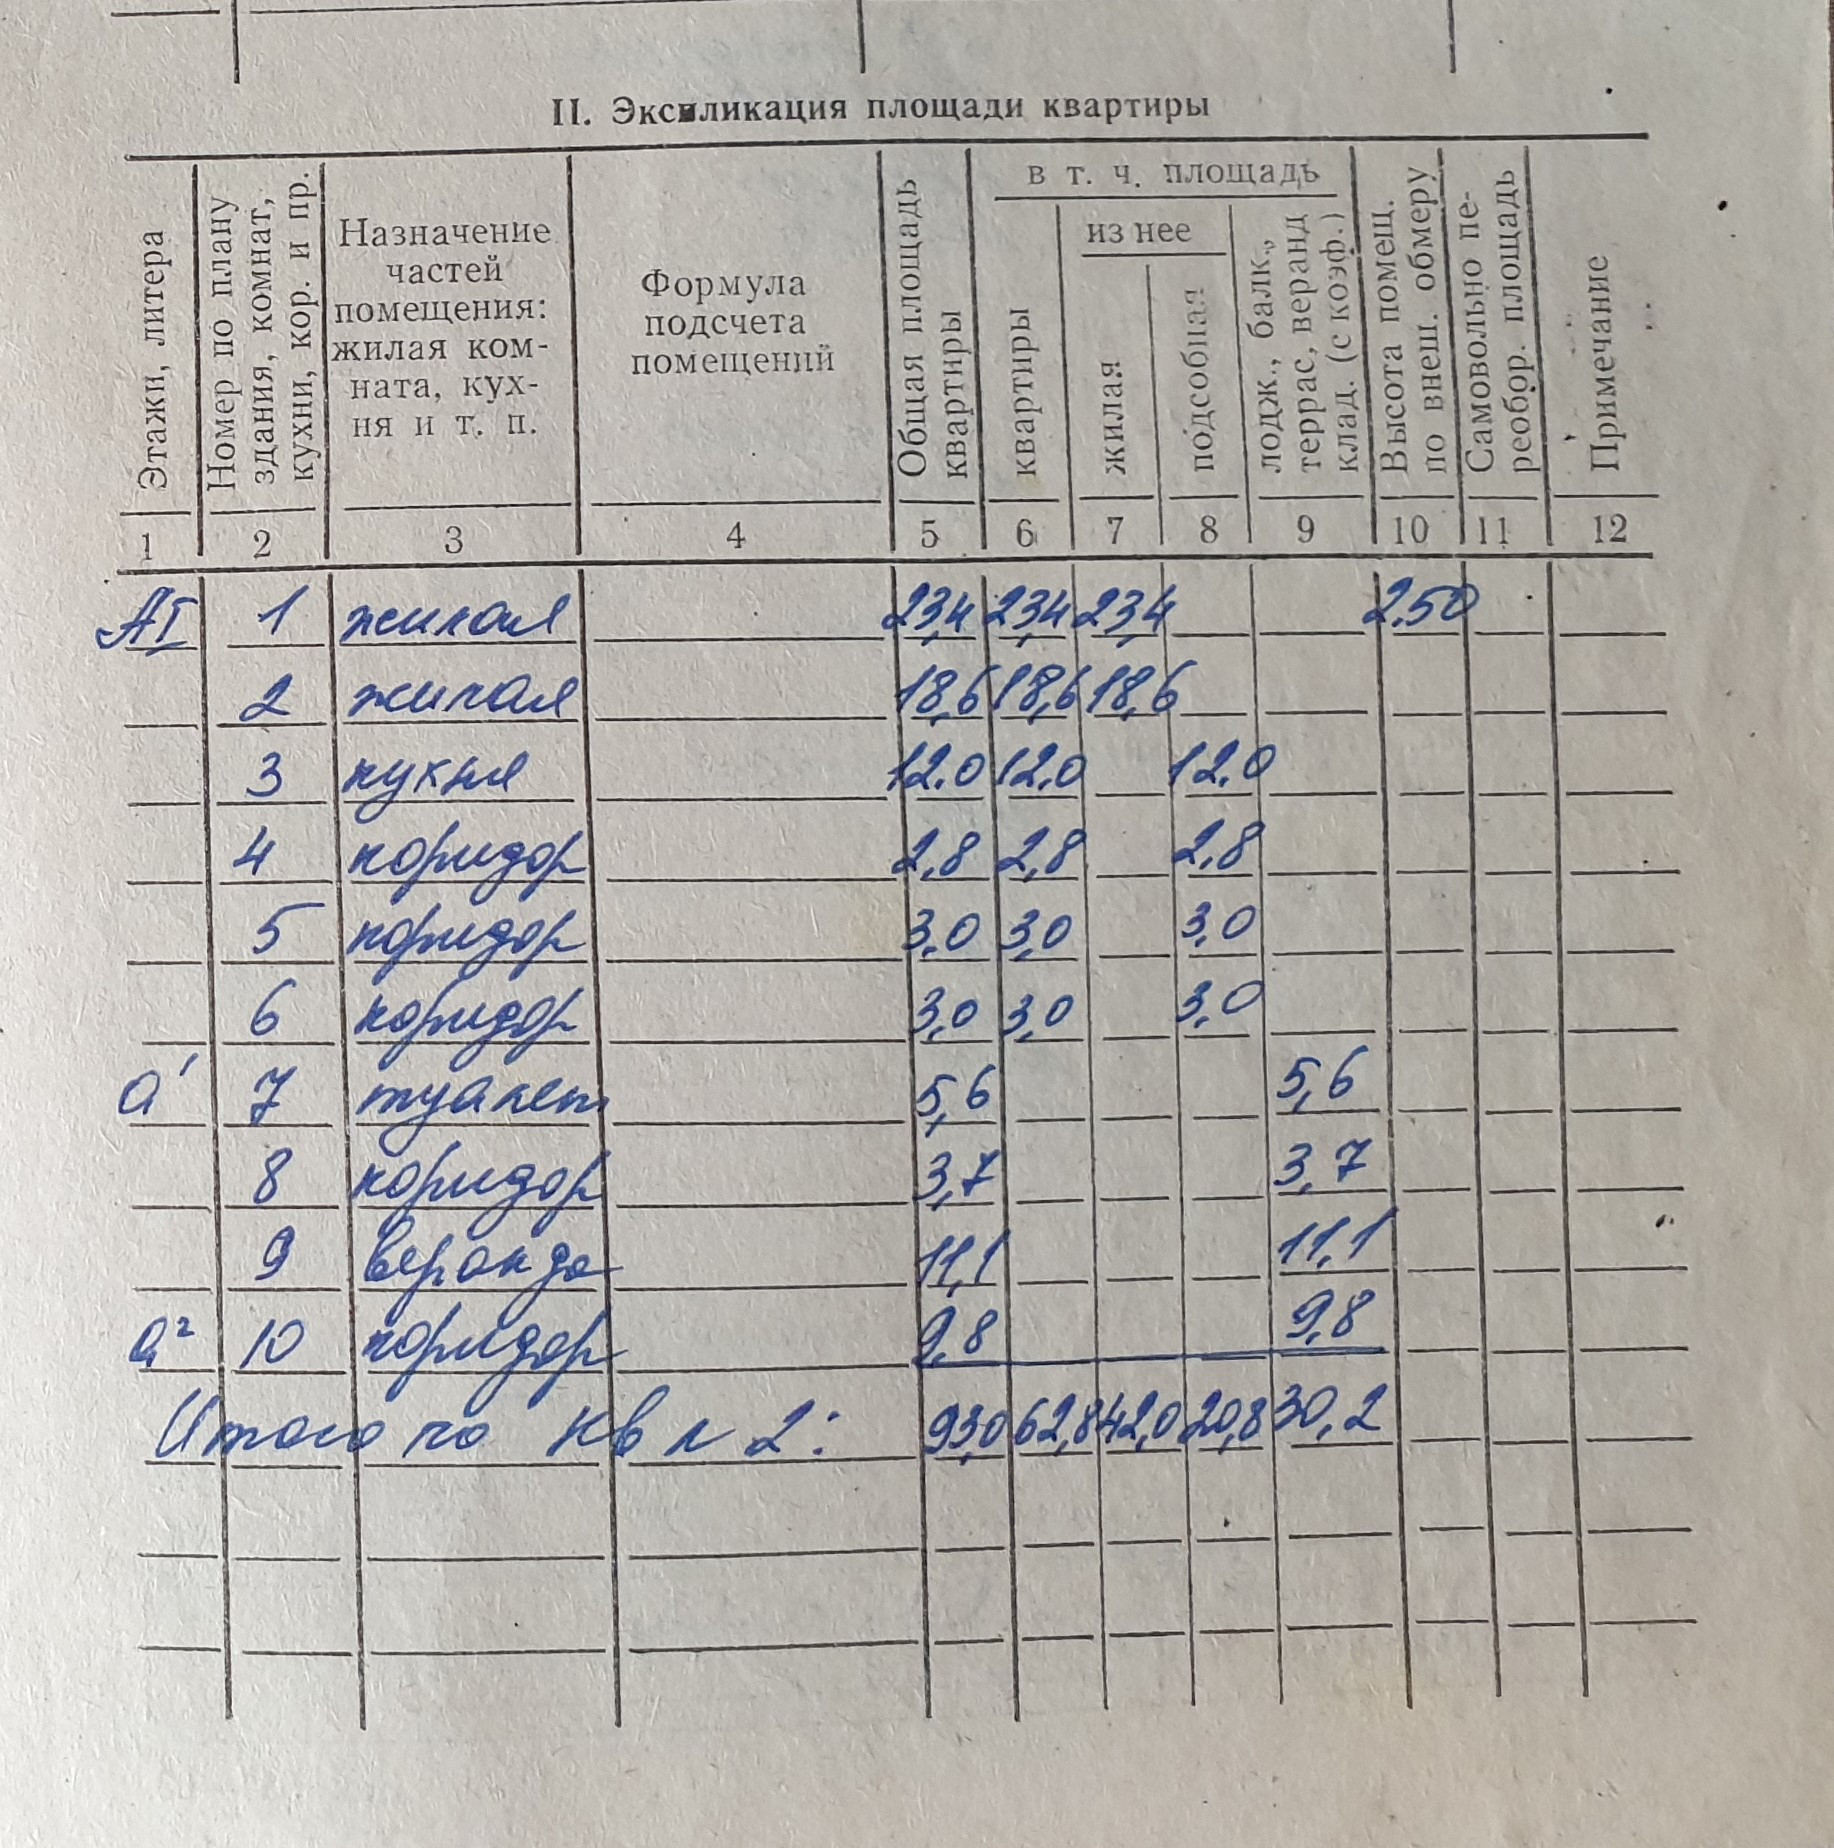 II. Экспликация площади квартиры
Этажи, литера
Номер по плану
здания, комнат,
кухни, кор. и пр.
Назначение
частей
помещения:
жилая ком-
ната, кух-
ня и т. п.
Формула
подсчета
помещений
Общая площадь
квартиры
в т. ч. площадь
квартиры
из нее
жилая
подсобная
лодж., балк.,
террас, веранд
клад. (с коэф.)
Высота помещ.
по внеш. обмеру
Самовольно пе-
реобор. площадь
Примечание
1 2 3 4 5 6 7 8 9 10 11 12
АI 1 жилая 23,4 23,4 23,4 2.50
2 жилая 18,6 18,6 18,6
3 кухня 12.0 12.0 12.0
4 коридор 2,8 2,8 2,8
5 коридор 3,0 3,0 3,0
6 коридор 3,0 3,0 3,0
а' 7 туалет 5,6 5,6
8 коридор 3,7 3,7
9 веранда 11,1 11,1
а² 10 коридор 9,8 9,8
Итого по кв л 2: 93,0 62,8 42,0 20,8 30,2